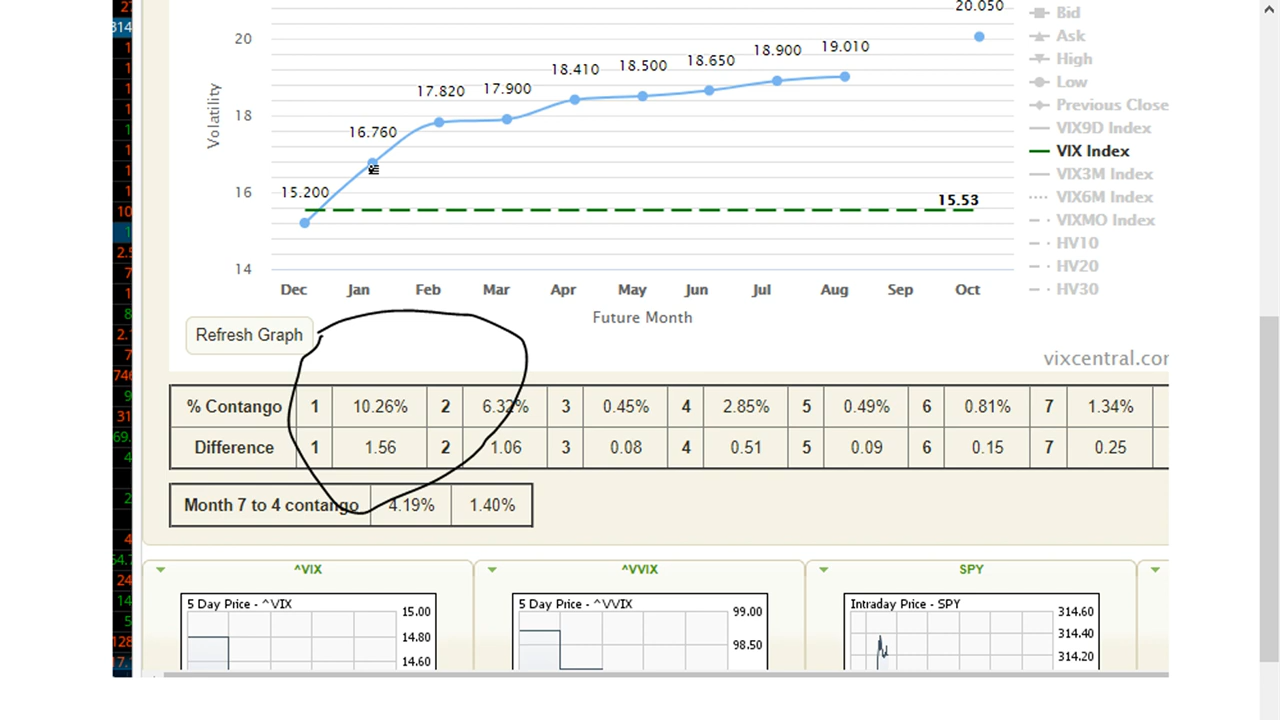 20.050
20
18.900
19.010
18.410
18.500
18.650
17.820
17.900
18
16.760
16
15.200
15.53
14
Volatility
Dec Jan Feb Mar Apr May Jun Jul Aug Sep Oct
Future Month
Bid
Ask
High
Low
Previous Close
VIX9D Index
VIX Index
VIX3M Index
VIX6M Index
VIXMO Index
HV10
HV20
HV30
Refresh Graph
vixcentral.cor
% Contango 1 10.26% 2 6.32% 3 0.45% 4 2.85% 5 0.49% 6 0.81% 7 1.34%
Difference 1 1.56 2 1.06 3 0.08 4 0.51 5 0.09 6 0.15 7 0.25
Month 7 to 4 contango 4.19% 1.40%
^VIX
5 Day Price - ^VIX
15.00
14.80
14.60
^VVIX
5 Day Price - ^VVIX
99.00
98.50
SPY
Intraday Price - SPY
314.60
314.40
314.20